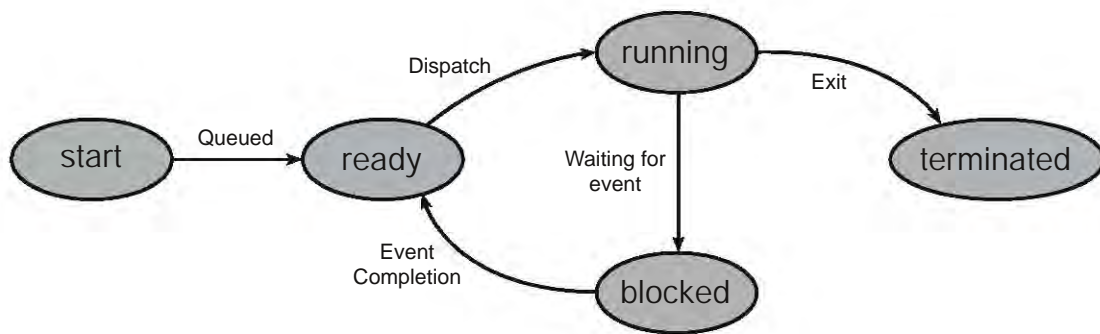 running
Dispatch
Exit
Queued
start
ready
Waiting for
event
terminated
Event
Completion
blocked